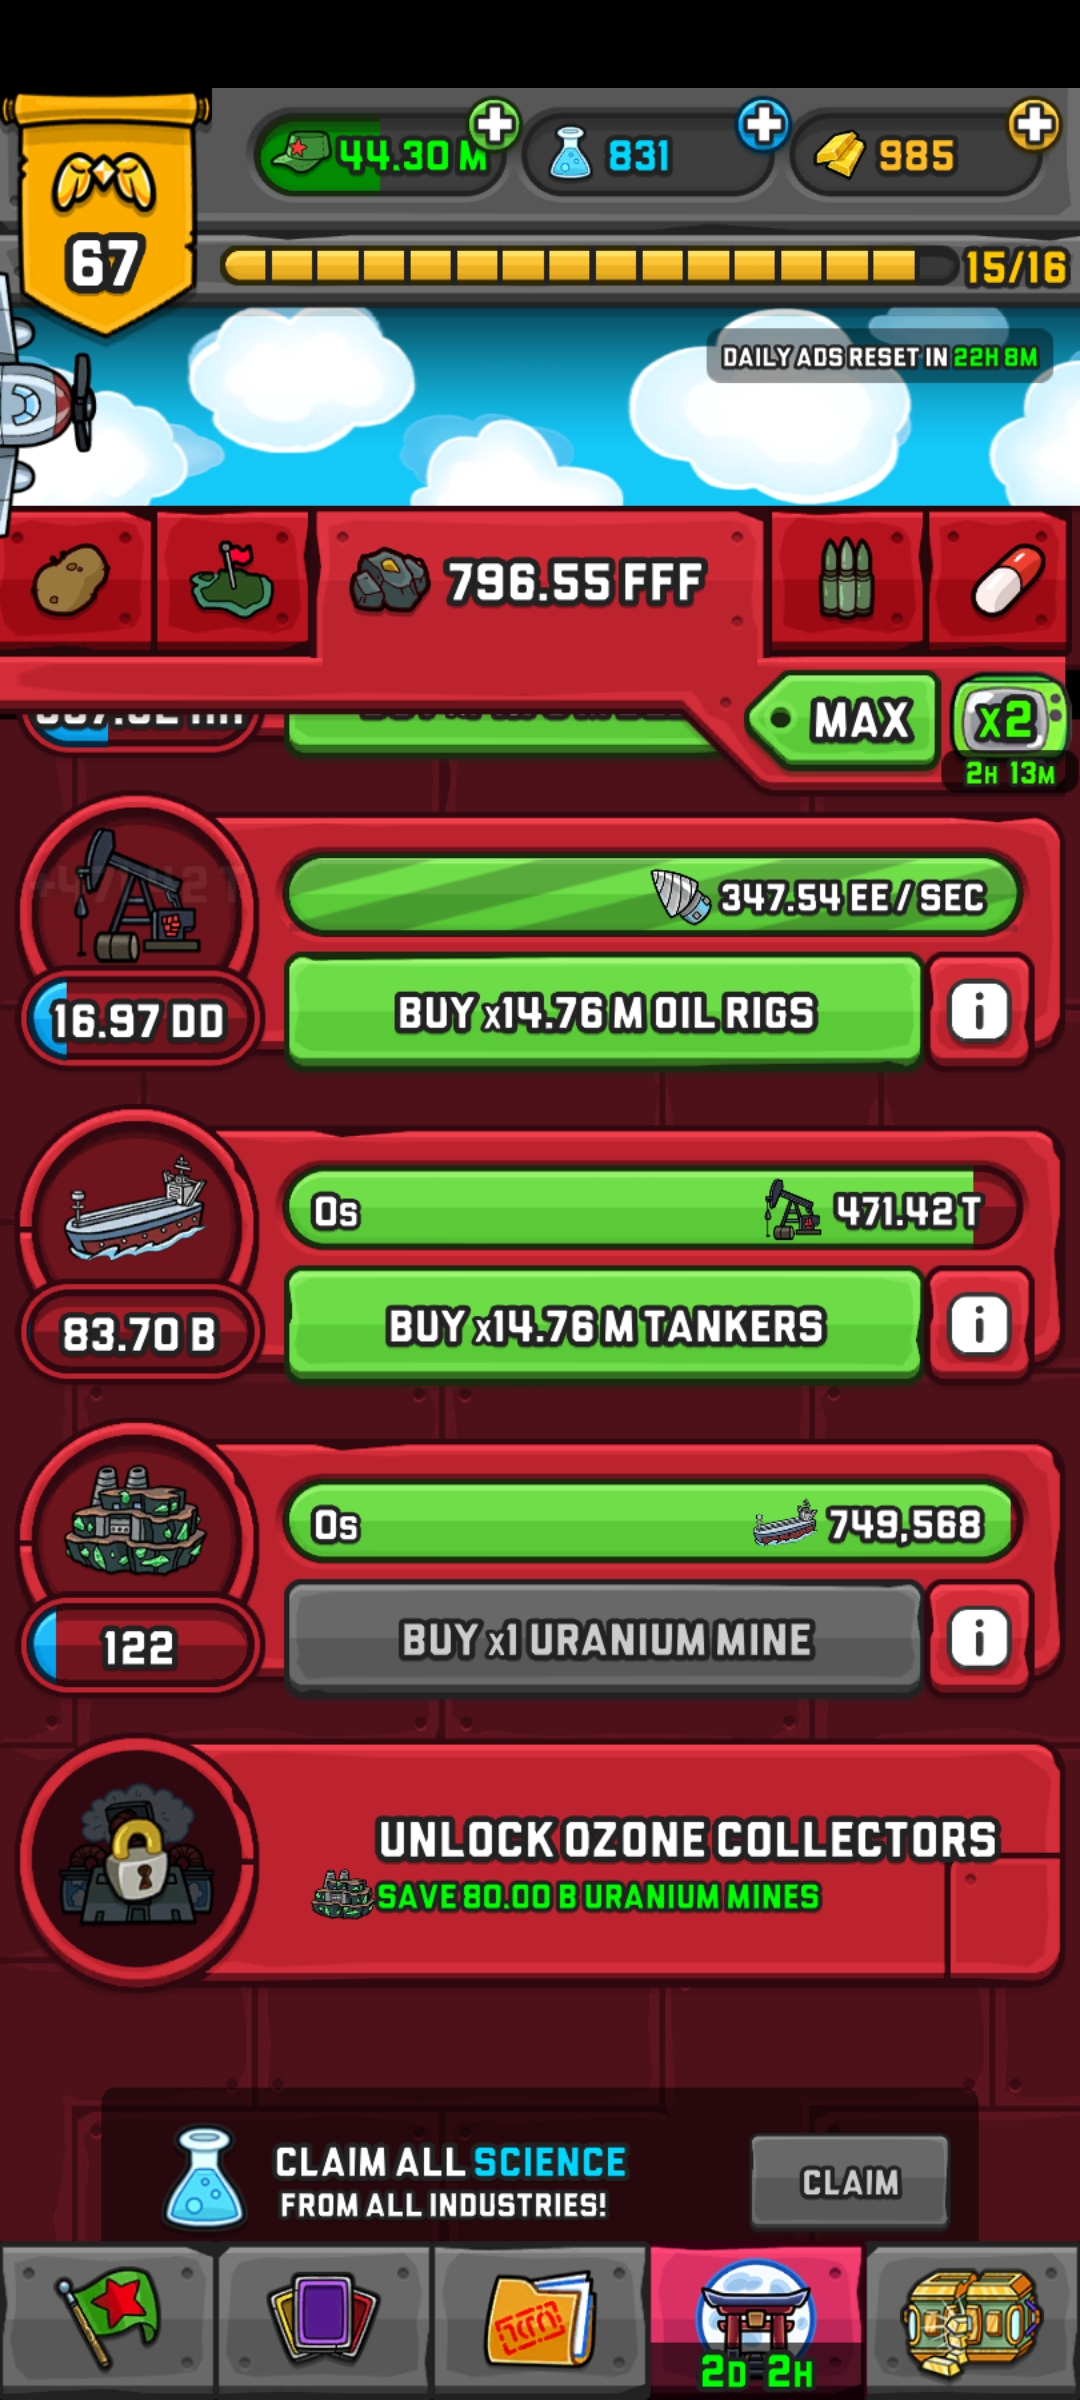 44.30 M
831
985
67
15/16
DAILY ADS RESET IN 22H 8M
796.55 FFF
MAX
x2
2H 13M
347.54 EE / SEC
16.97 DD
BUY x14.76 M OIL RIGS
i
0s
471.42 T
83.70 B
BUY x14.76 M TANKERS
i
0s
749,568
122
BUY x1 URANIUM MINE
i
UNLOCK OZONE COLLECTORS
SAVE 80.00 B URANIUM MINES
CLAIM ALL SCIENCE
FROM ALL INDUSTRIES!
CLAIM
2D 2H